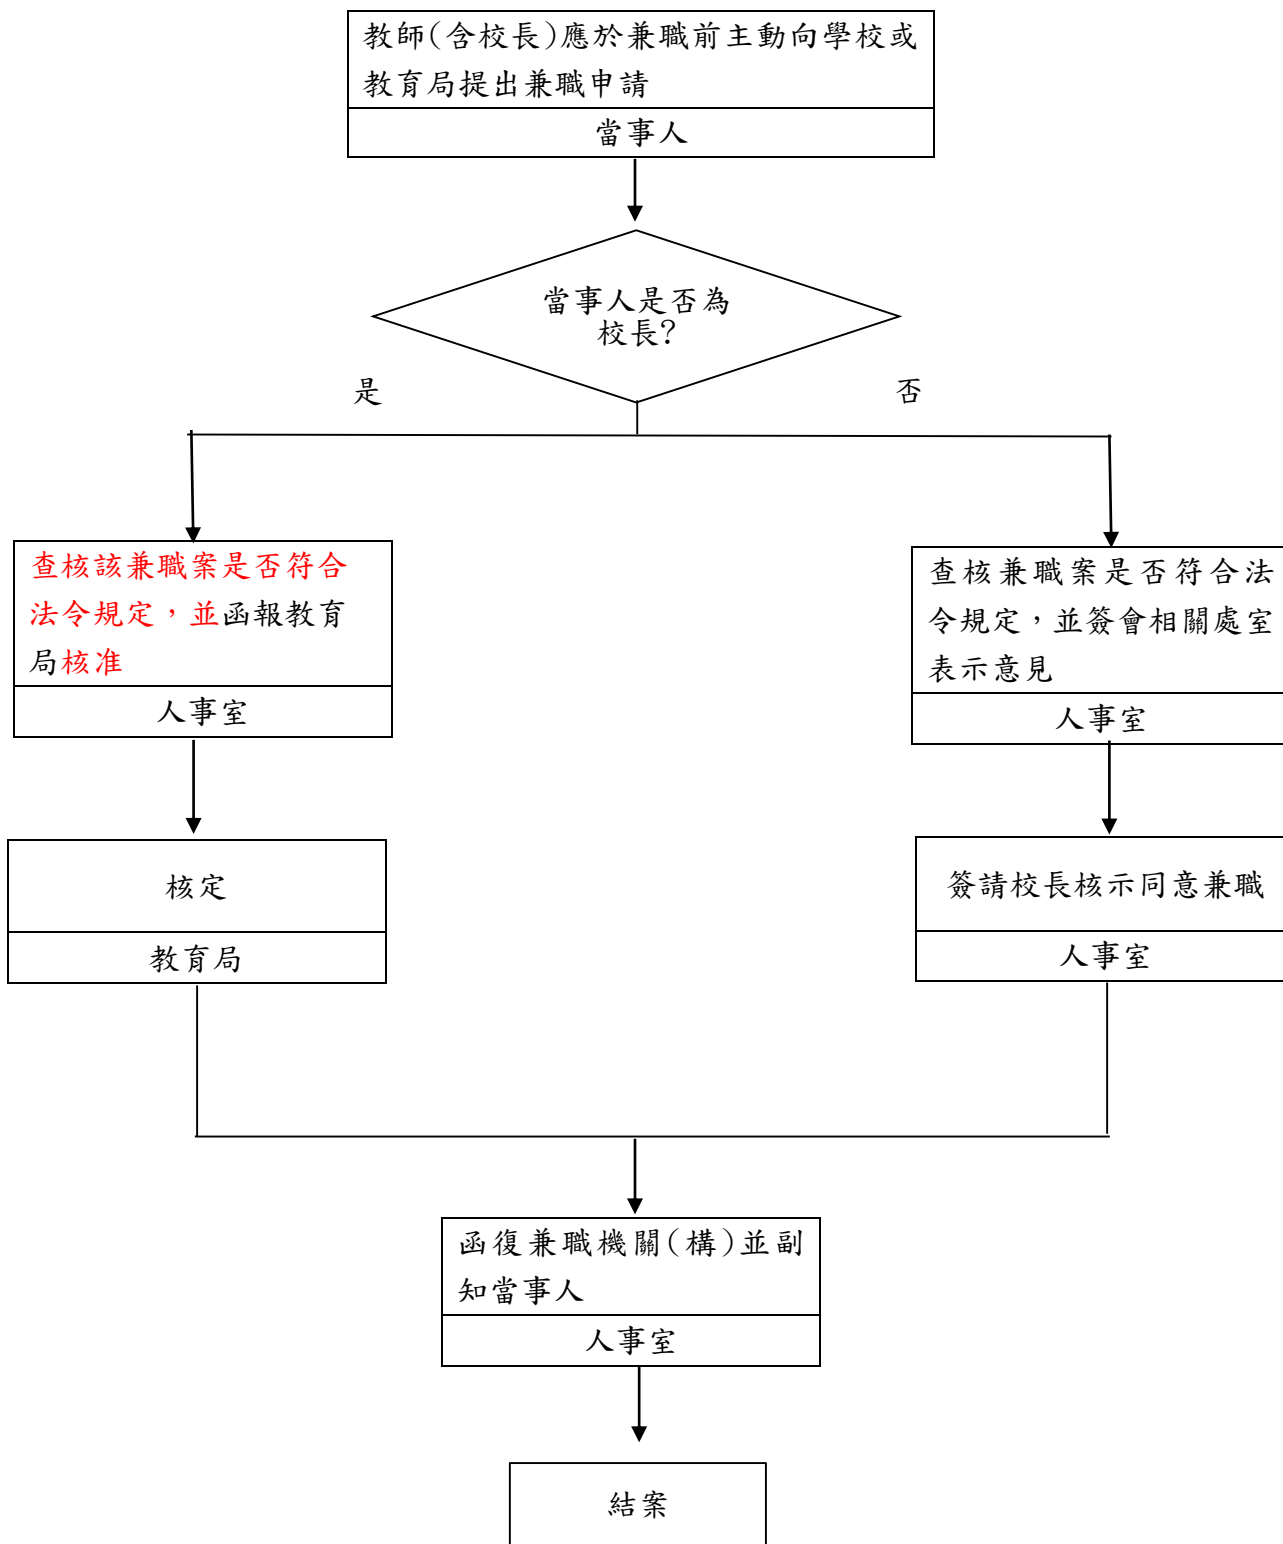 教師(含校長)應於兼職前主動向學校或
教育局提出兼職申請
當事人
當事人是否為
校長?
是
否
查核該兼職案是否符合
法令規定，並函報教育
局核准
人事室
查核兼職案是否符合法
令規定，並簽會相關處室
表示意見
人事室
核定
教育局
簽請校長核示同意兼職
人事室
函復兼職機關(構)並副
知當事人
人事室
結案